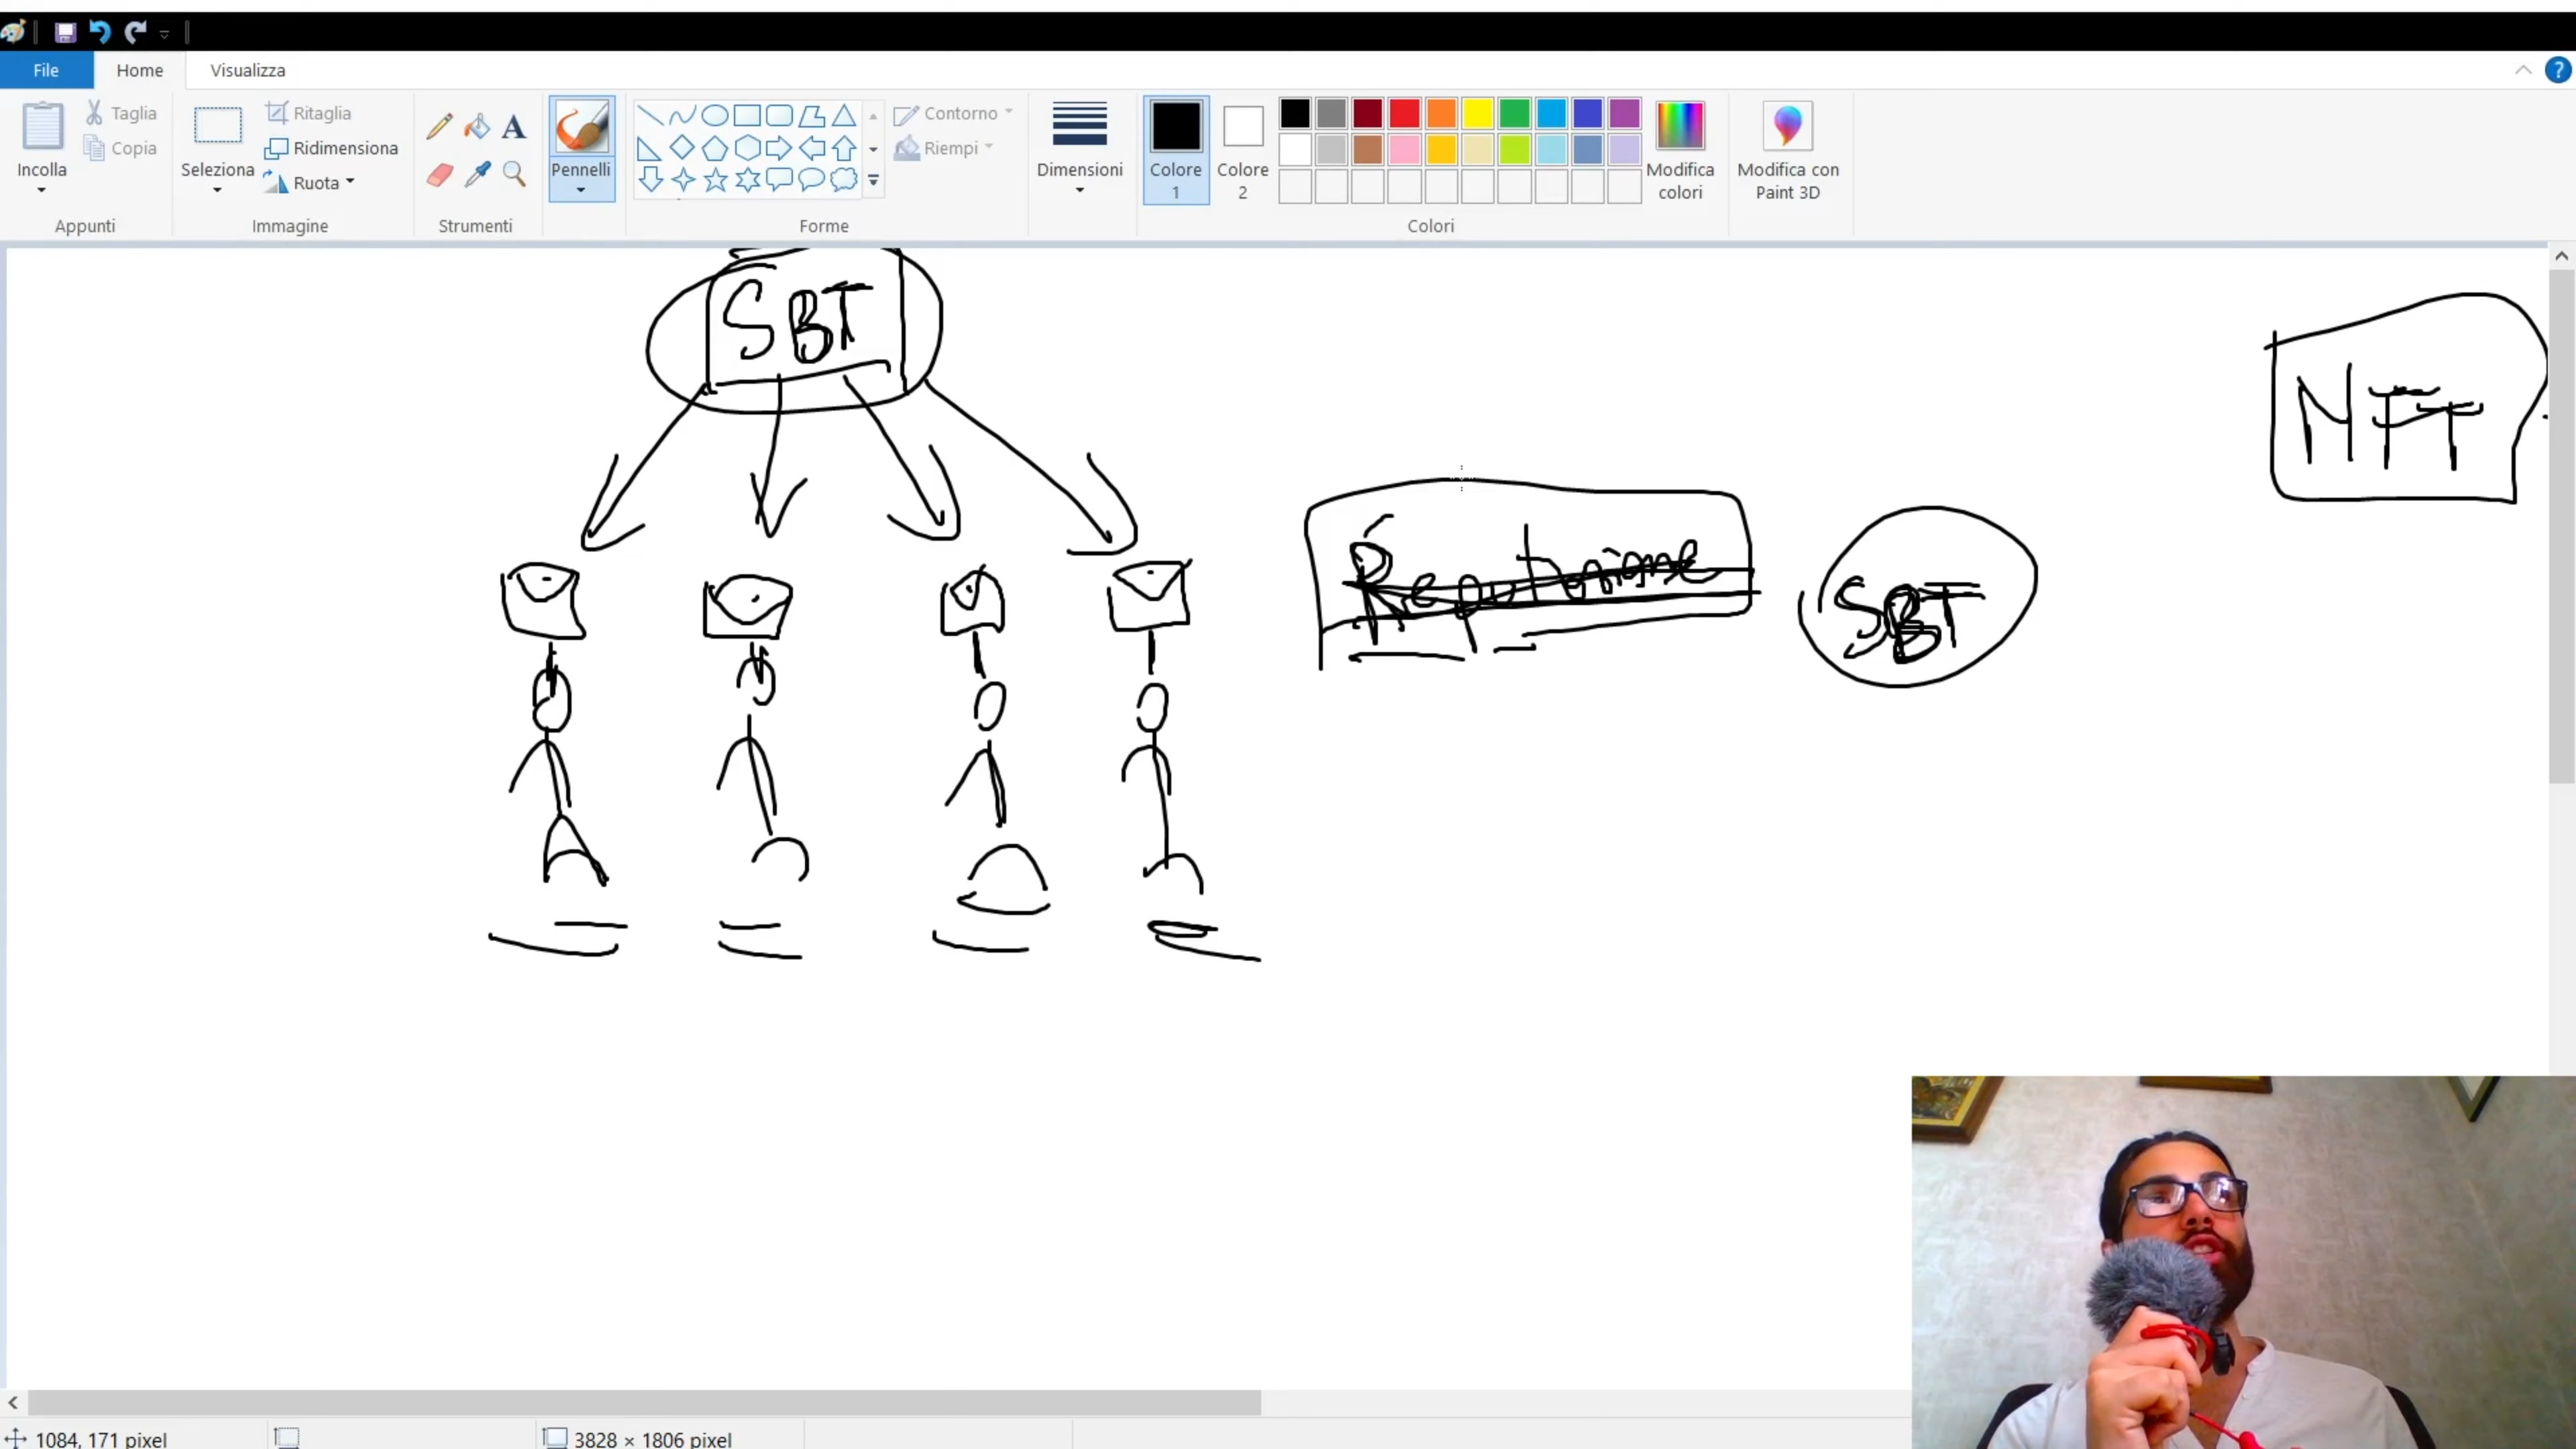 File Home Visualizza
Incolla
Taglia
Copia
Appunti
Seleziona
Ritaglia
Ridimensiona
Ruota
Immagine
Strumenti
Pennelli
Forme
Contorno
Riempi
Dimensioni
Colore
1
Colore
2
Colori
Modifica
colori
Modifica con
Paint 3D
SBT
NFT
SBT
1084, 171 pixel
3828 × 1806 pixel